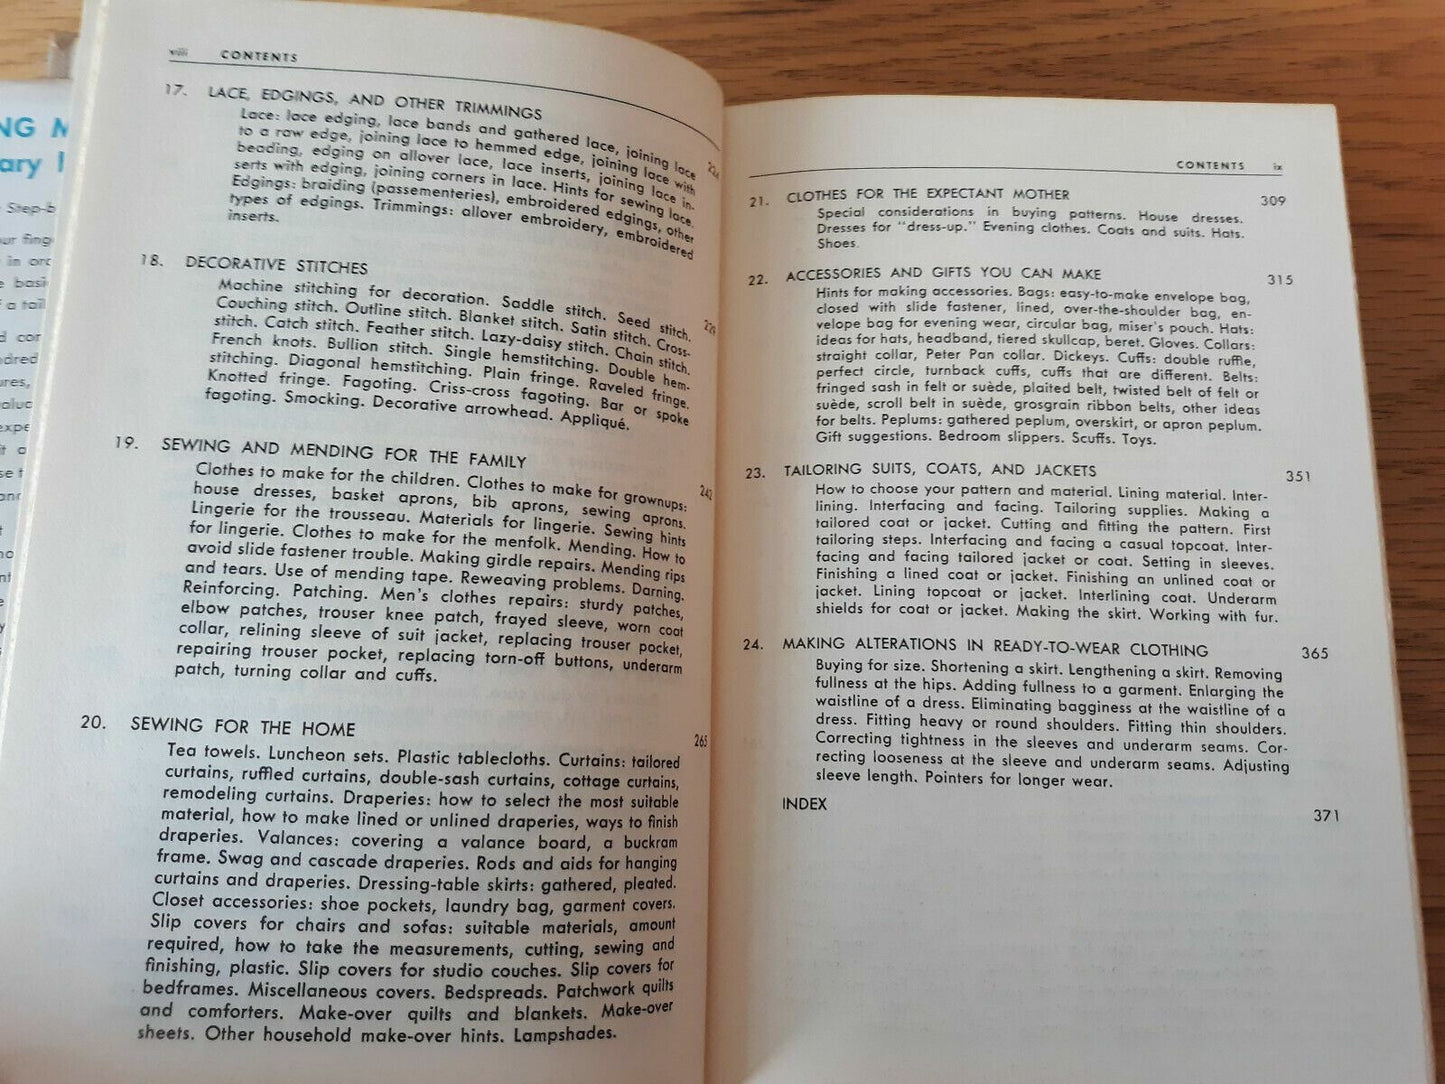 NG M
ary I
Step-b
ur fing
in orc
basi
a tail
cor
dred
ures,
aluc
expe
viii CONTENTS
17. LACE, EDGINGS, AND OTHER TRIMMINGS
Lace: lace edging, lace bands and gathered lace, joining lace
to a raw edge, joining lace to hemmed edge, joining lace with
beading, edging on allover lace, lace inserts, joining lace in-
serts with edging, joining corners in lace. Hints for sewing lace.
Edgings: braiding (passementeries), embroidered edgings, other
types of edgings. Trimmings: allover embroidery, embroidered
inserts.
18. DECORATIVE STITCHES
Machine stitching for decoration. Saddle stitch. Seed stitch.
Couching stitch. Outline stitch. Blanket stitch. Satin stitch. Cross-
stitch. Catch stitch. Feather stitch. Lazy-daisy stitch. Chain stitch.
French knots. Bullion stitch. Single hemstitching. Double hem-
stitching. Diagonal hemstitching. Plain fringe. Raveled fringe.
Knotted fringe. Fagoting. Criss-cross fagoting. Bar or spoke
fagoting. Smocking. Decorative arrowhead. Appliqué.
19. SEWING AND MENDING FOR THE FAMILY 242
Clothes to make for the children. Clothes to make for grownups:
house dresses, basket aprons, bib aprons, sewing aprons.
Lingerie for the trousseau. Materials for lingerie. Sewing hints
for lingerie. Clothes to make for the menfolk. Mending. How to
avoid slide fastener trouble. Making girdle repairs. Mending rips
and tears. Use of mending tape. Reweaving problems. Darning.
Reinforcing. Patching. Men's clothes repairs: sturdy patches,
elbow patches, trouser knee patch, frayed sleeve, worn coat
collar, relining sleeve of suit jacket, replacing trouser pocket,
repairing trouser pocket, replacing torn-off buttons, underarm
patch, turning collar and cuffs.
20. SEWING FOR THE HOME 265
Tea towels. Luncheon sets. Plastic tablecloths. Curtains: tailored
curtains, ruffled curtains, double-sash curtains, cottage curtains,
remodeling curtains. Draperies: how to select the most suitable
material, how to make lined or unlined draperies, ways to finish
draperies. Valances: covering a valance board, a buckram
frame. Swag and cascade draperies. Rods and aids for hanging
curtains and draperies. Dressing-table skirts: gathered, pleated.
Closet accessories: shoe pockets, laundry bag, garment covers.
Slip covers for chairs and sofas: suitable materials, amount
required, how to take the measurements, cutting, sewing and
finishing, plastic. Slip covers for studio couches. Slip covers for
bedframes. Miscellaneous covers. Bedspreads. Patchwork quilts
and comforters. Make-over quilts and blankets. Make-over
sheets. Other household make-over hints. Lampshades.
CONTENTS ix
21. CLOTHES FOR THE EXPECTANT MOTHER 309
Special considerations in buying patterns. House dresses.
Dresses for "dress-up." Evening clothes. Coats and suits. Hats.
Shoes.
22. ACCESSORIES AND GIFTS YOU CAN MAKE 315
Hints for making accessories. Bags: easy-to-make envelope bag,
closed with slide fastener, lined, over-the-shoulder bag, en-
velope bag for evening wear, circular bag, miser's pouch. Hats:
ideas for hats, headband, tiered skullcap, beret. Gloves. Collars:
straight collar, Peter Pan collar. Dickeys. Cuffs: double ruffle,
perfect circle, turnback cuffs, cuffs that are different. Belts:
fringed sash in felt or suède, plaited belt, twisted belt of felt or
suède, scroll belt in suède, grosgrain ribbon belts, other ideas
for belts. Peplums: gathered peplum, overskirt, or apron peplum.
Gift suggestions. Bedroom slippers. Scuffs. Toys.
23. TAILORING SUITS, COATS, AND JACKETS 351
How to choose your pattern and material. Lining material. Inter-
lining. Interfacing and facing. Tailoring supplies. Making a
tailored coat or jacket. Cutting and fitting the pattern. First
tailoring steps. Interfacing and facing a casual topcoat. Inter-
facing and facing tailored jacket or coat. Setting in sleeves.
Finishing a lined coat or jacket. Finishing an unlined coat or
jacket. Lining topcoat or jacket. Interlining coat. Underarm
shields for coat or jacket. Making the skirt. Working with fur.
24. MAKING ALTERATIONS IN READY-TO-WEAR CLOTHING 365
Buying for size. Shortening a skirt. Lengthening a skirt. Removing
fullness at the hips. Adding fullness to a garment. Enlarging the
waistline of a dress. Eliminating bagginess at the waistline of a
dress. Fitting heavy or round shoulders. Fitting thin shoulders.
Correcting tightness in the sleeves and underarm seams. Cor-
recting looseness at the sleeve and underarm seams. Adjusting
sleeve length. Pointers for longer wear.
INDEX 371